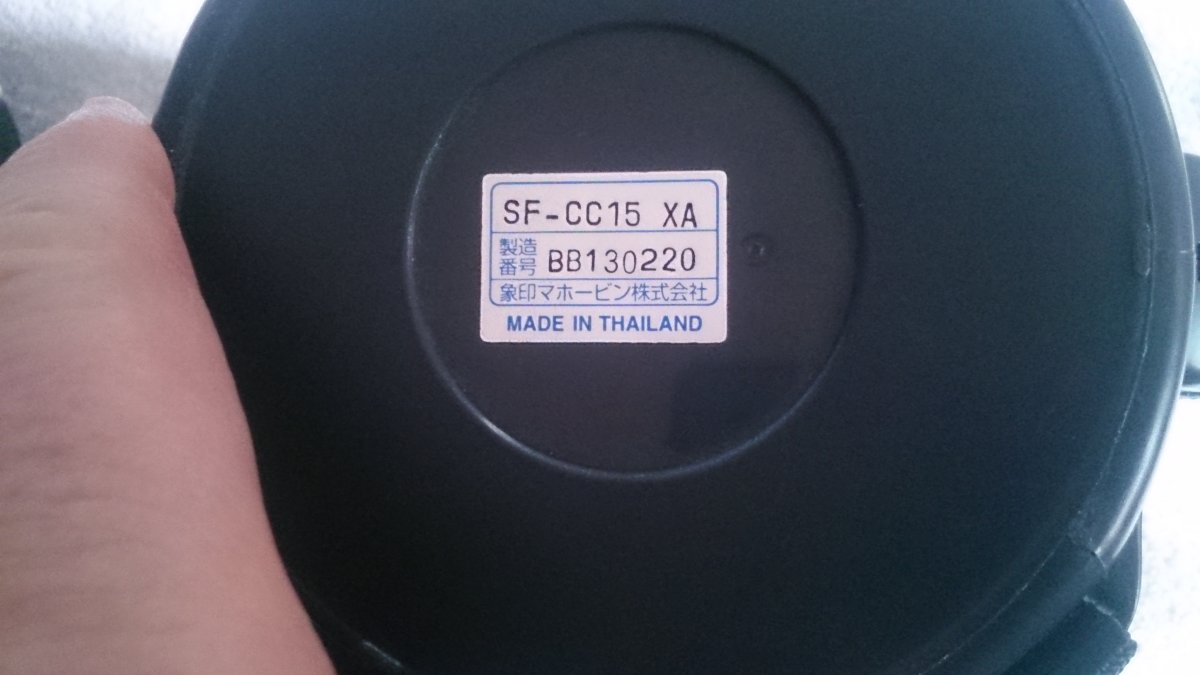 SF-CC15 XA
製造
番号 BB130220
象印マホービン株式会社
MADE IN THAILAND